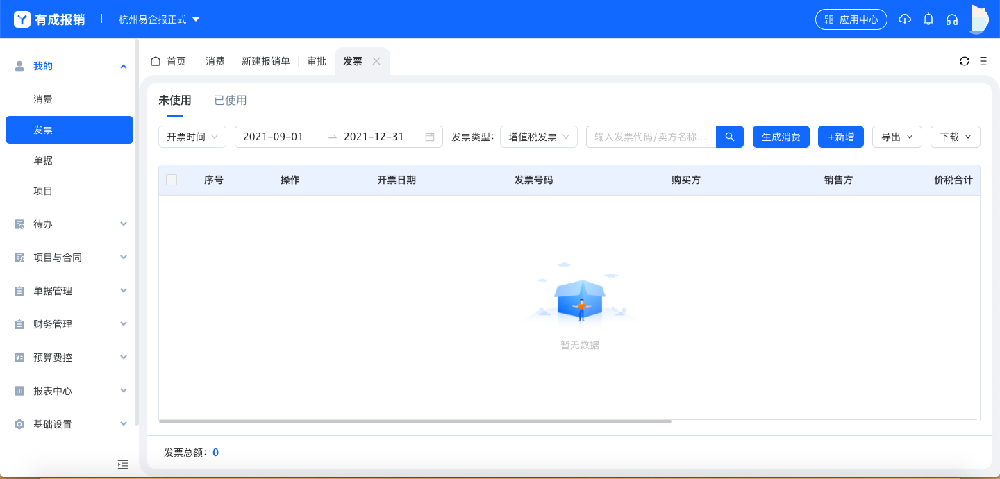 有成报销 杭州易企报正式 应用中心
首页 消费 新建报销单 审批 发票
我的
消费
发票
单据
项目
待办
项目与合同
单据管理
财务管理
预算费控
报表中心
基础设置
未使用 已使用
开票时间 2021-09-01 2021-12-31 发票类型: 增值税发票 输入发票代码/卖方名称... 生成消费 +新增 导出 下载
序号 操作 开票日期 发票号码 购买方 销售方 价税合计
暂无数据
发票总额: 0